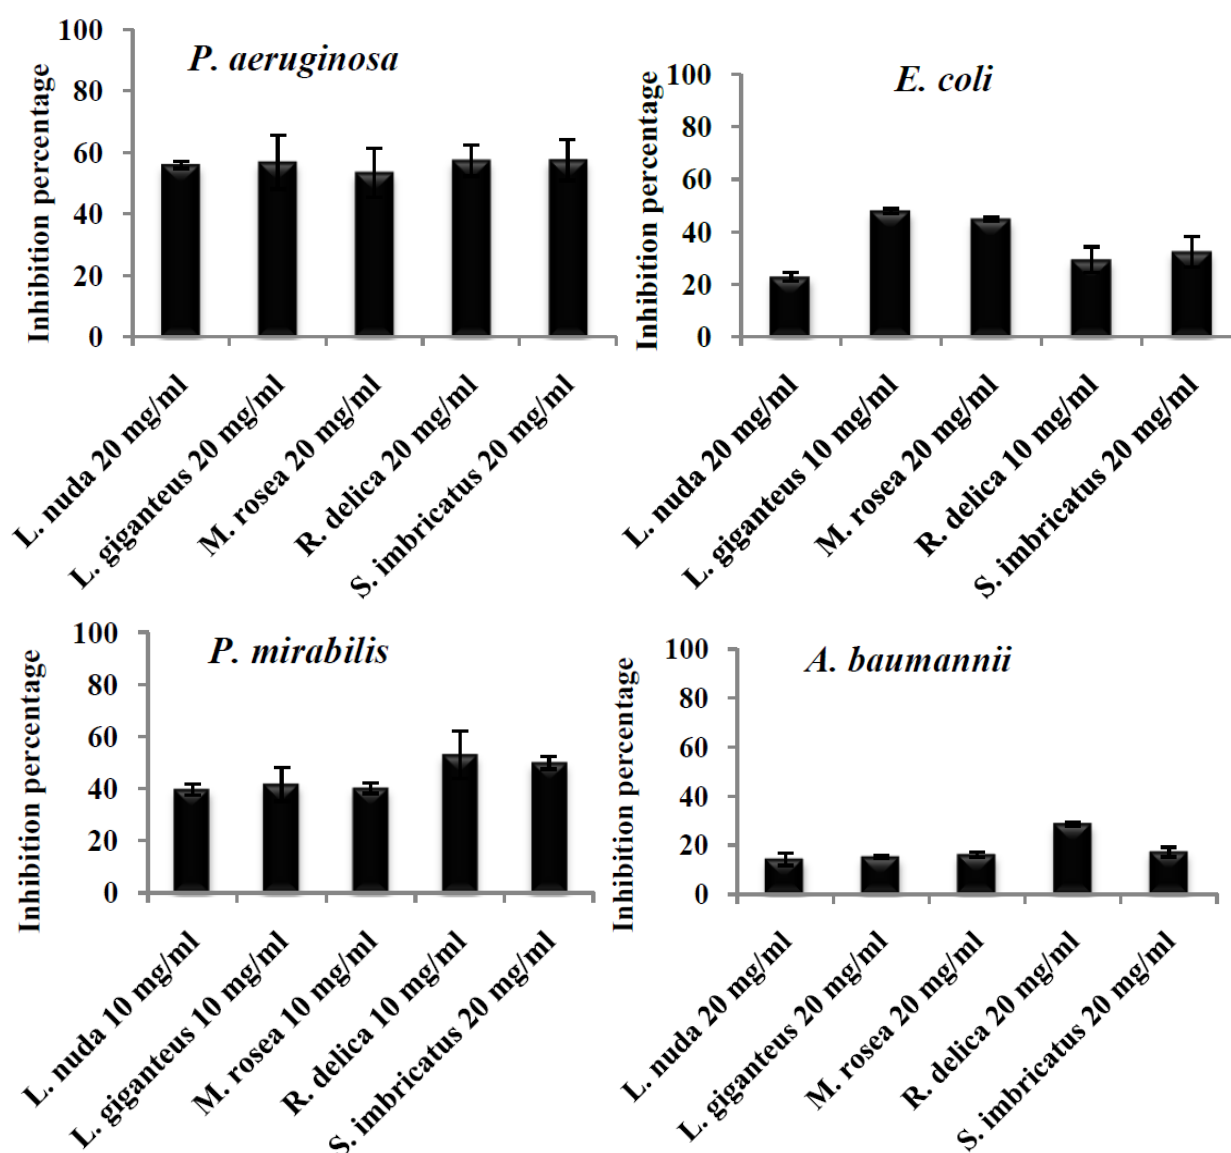 P. aeruginosa
Inhibition percentage
100
80
60
40
20
0
L. nuda 20 mg/ml
L. giganteus 20 mg/ml
M. rosea 20 mg/ml
R. delica 20 mg/ml
S. imbricatus 20 mg/ml
E. coli
Inhibition percentage
100
80
60
40
20
0
L. nuda 20 mg/ml
L. giganteus 10 mg/ml
M. rosea 20 mg/ml
R. delica 10 mg/ml
S. imbricatus 20 mg/ml
P. mirabilis
Inhibition percentage
100
80
60
40
20
0
L. nuda 10 mg/ml
L. giganteus 10 mg/ml
M. rosea 10 mg/ml
R. delica 10 mg/ml
S. imbricatus 20 mg/ml
A. baumannii
Inhibition percentage
100
80
60
40
20
0
L. nuda 20 mg/ml
L. giganteus 20 mg/ml
M. rosea 20 mg/ml
R. delica 20 mg/ml
S. imbricatus 20 mg/ml